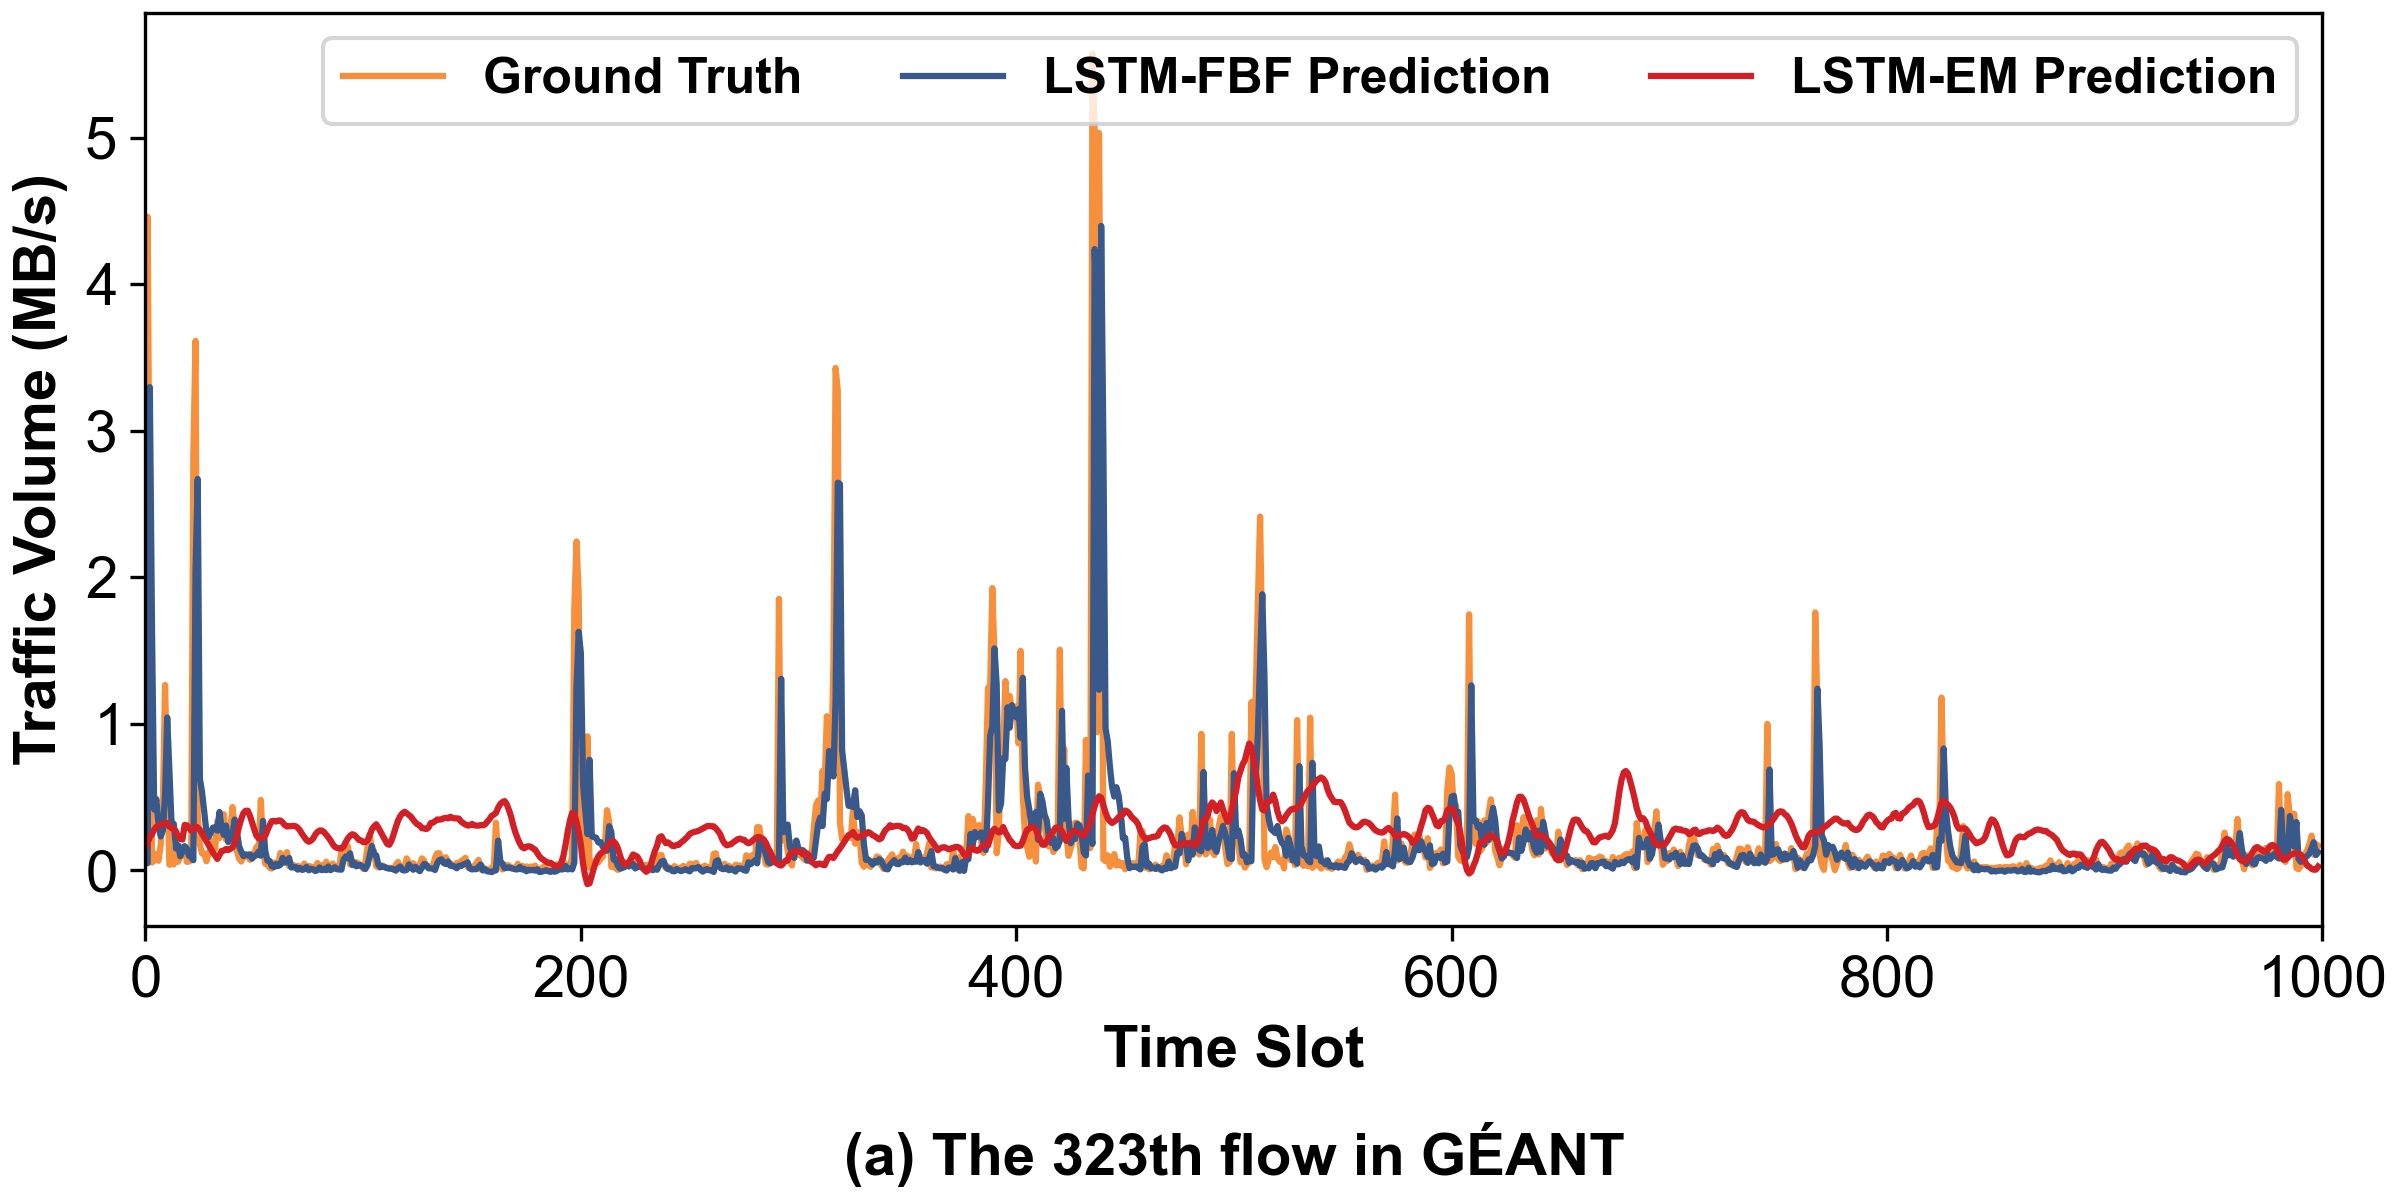 Ground Truth LSTM-FBF Prediction LSTM-EM Prediction
Traffic Volume (MB/s)
5
4
3
2
1
0
0 200 400 600 800 1000
Time Slot
(a) The 323th flow in GÉANT